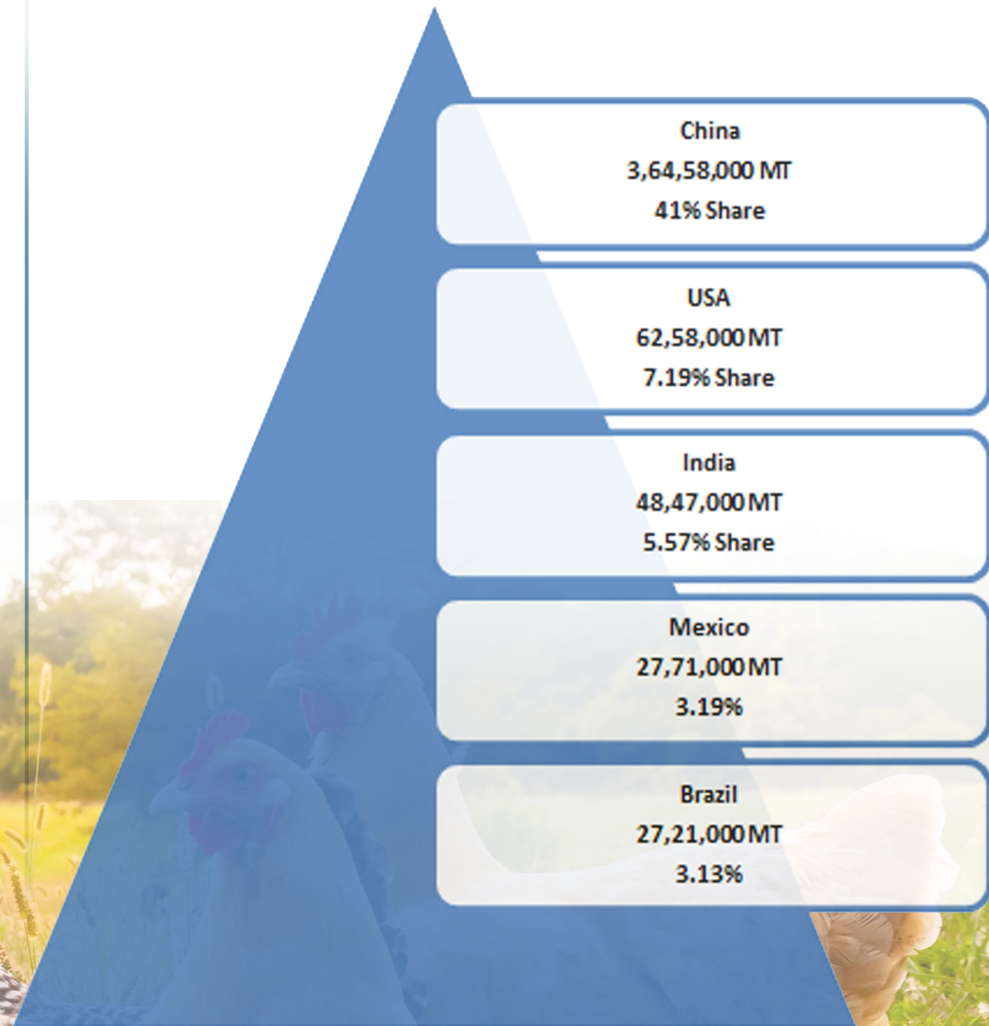 China
3,64,58,000 MT
41% Share
USA
62,58,000 MT
7.19% Share
India
48,47,000 MT
5.57% Share
Mexico
27,71,000 MT
3.19%
Brazil
27,21,000 MT
3.13%